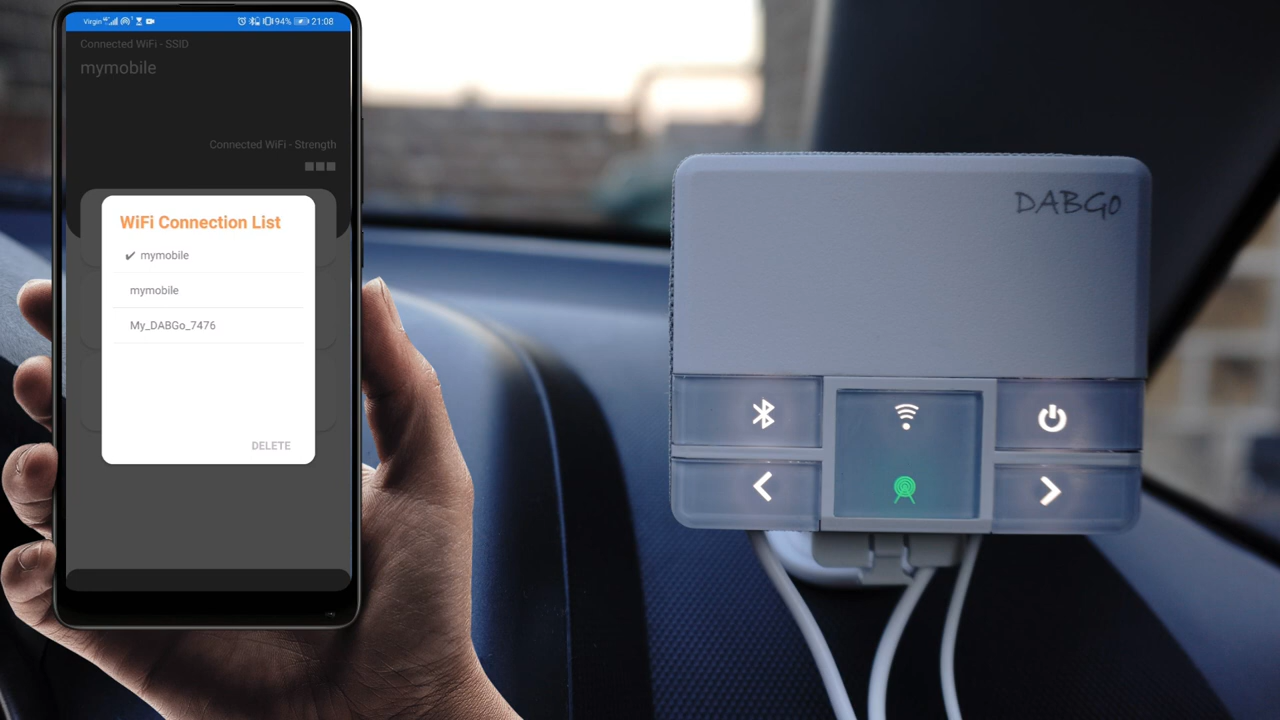 Virgin 94% 21:08
Connected WiFi - SSID
mymobile
Connected WiFi - Strength
WiFi Connection List
✔ mymobile
mymobile
My_DABGo_7476
DELETE
DABGo